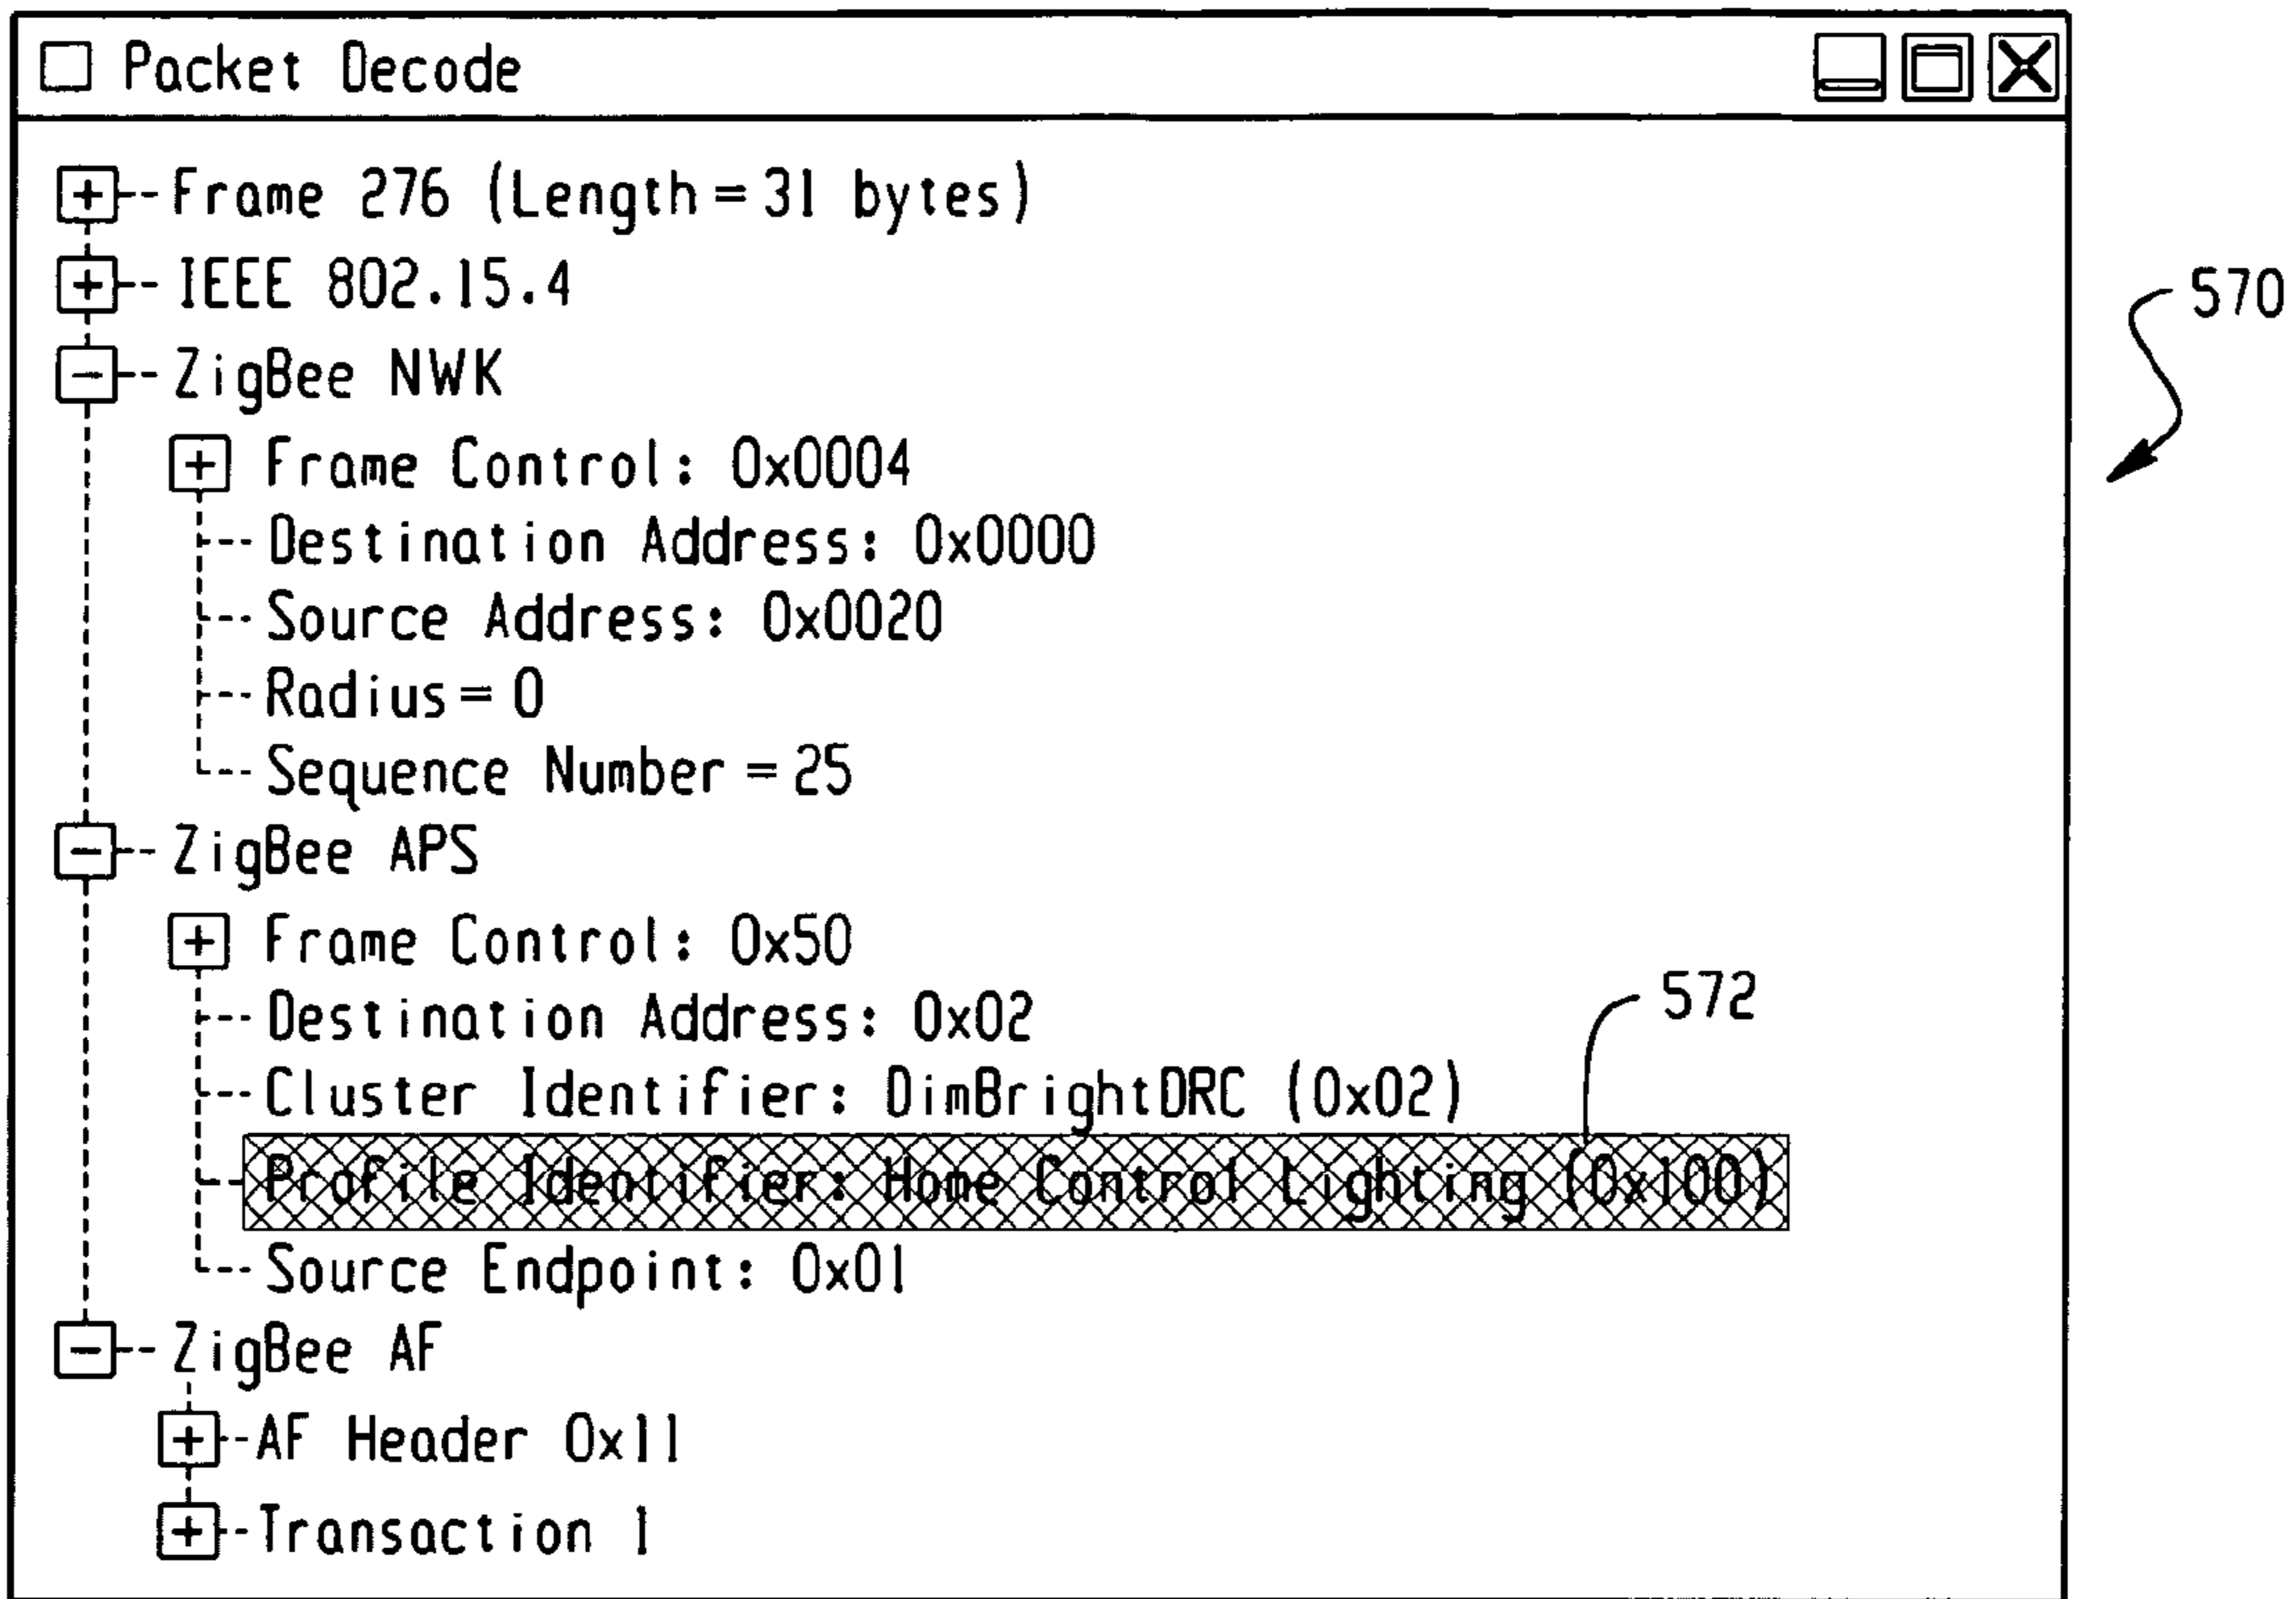 Packet Decode
Frame 276 (Length = 31 bytes)
IEEE 802.15.4
570
ZigBee NWK
Frame Control: 0x0004
Destination Address: 0x0000
Source Address: 0x0020
Radius = 0
Sequence Number = 25
ZigBee APS
Frame Control: 0x50
572
Destination Address: 0x02
Cluster Identifier: DimBrightDRC (0x02)
Profile Identifier: Home Control Lighting (0x100)
Source Endpoint: 0x01
ZigBee AF
AF Header 0x11
Transaction 1